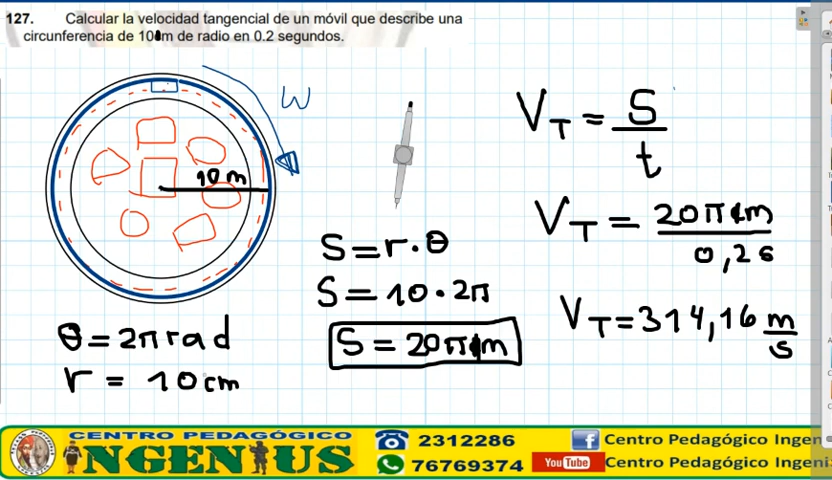 127. Calcular la velocidad tangencial de un móvil que describe una
circunferencia de 10 m de radio en 0.2 segundos.
W
10 m
θ = 2π rad
r = 10 cm
S = r · θ
S = 10 · 2π
S = 20π m
V_T = S / t
V_T = 20π m / 0,2 s
V_T = 314,16 m/s
CENTRO PEDAGÓGICO
INGENIUS
2312286
76769374
f Centro Pedagógico Ingen
YouTube Centro Pedagógico Ingeni